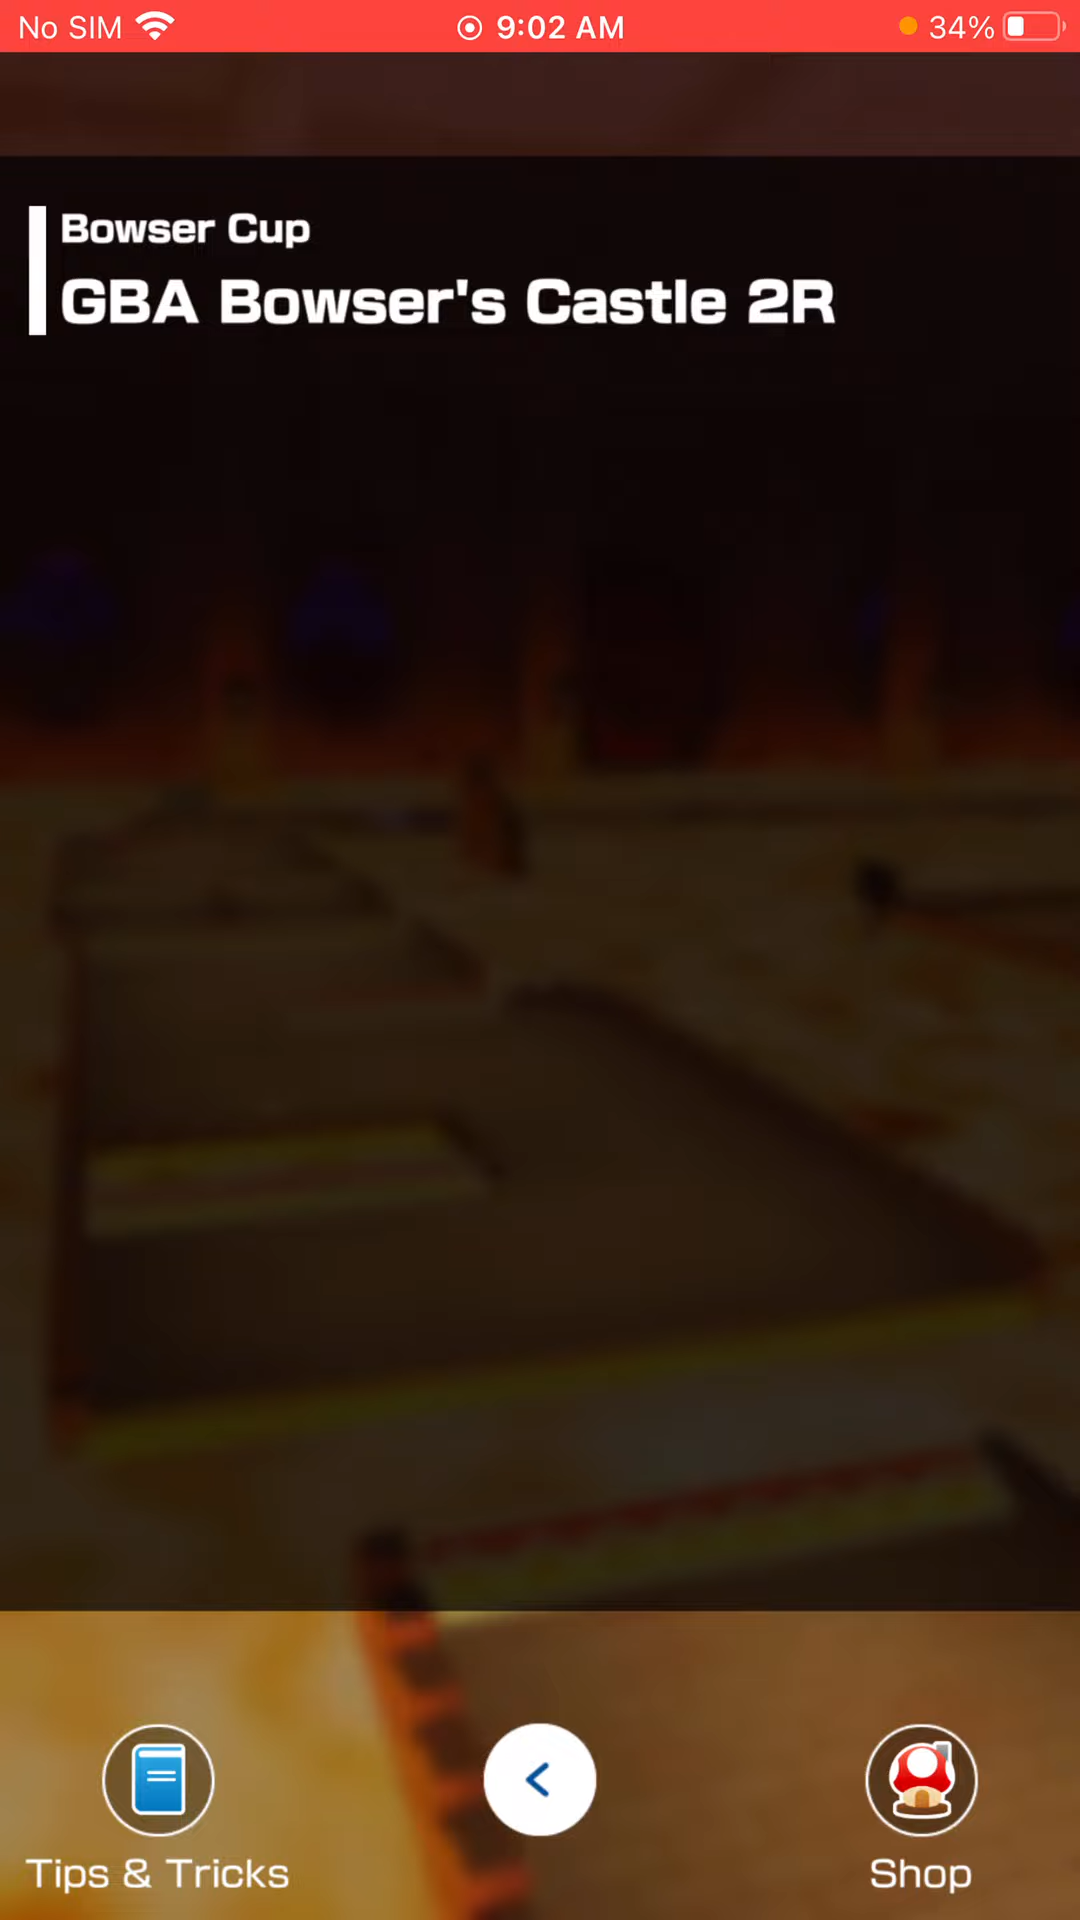 No SIM 9:02 AM 34%
Bowser Cup
GBA Bowser's Castle 2R
Tips & Tricks
Shop